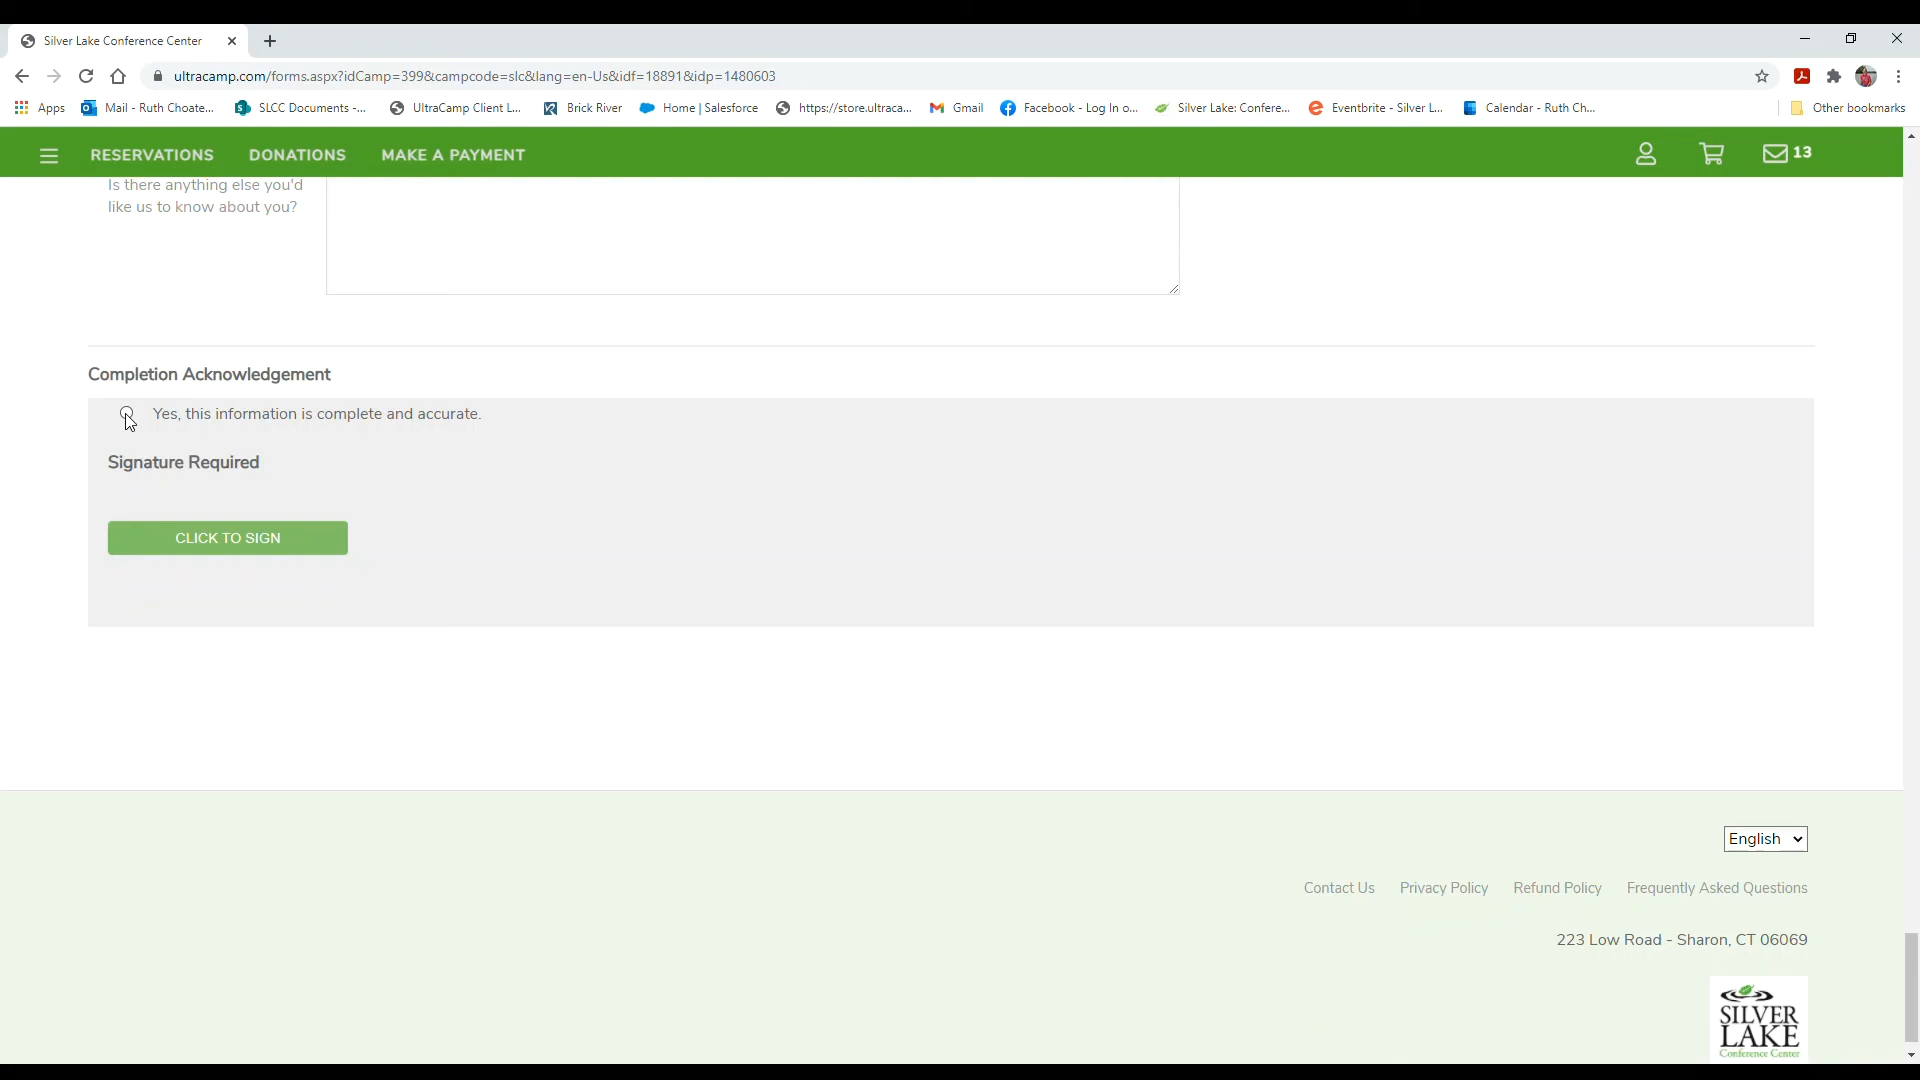 Silver Lake Conference Center
ultracamp.com/forms.aspx?idCamp=399&campcode=slc&lang=en-Us&idf=18891&idp=1480603
Apps Mail - Ruth Choate... SLCC Documents -... UltraCamp Client L... Brick River Home | Salesforce https://store.ultraca... Gmail Facebook - Log In o... Silver Lake: Confere... Eventbrite - Silver L... Calendar - Ruth Ch... Other bookmarks
RESERVATIONS DONATIONS MAKE A PAYMENT 13
Is there anything else you'd
like us to know about you?
Completion Acknowledgement
Yes, this information is complete and accurate.
Signature Required
CLICK TO SIGN
English
Contact Us Privacy Policy Refund Policy Frequently Asked Questions
223 Low Road - Sharon, CT 06069
SILVER
LAKE
Conference Center